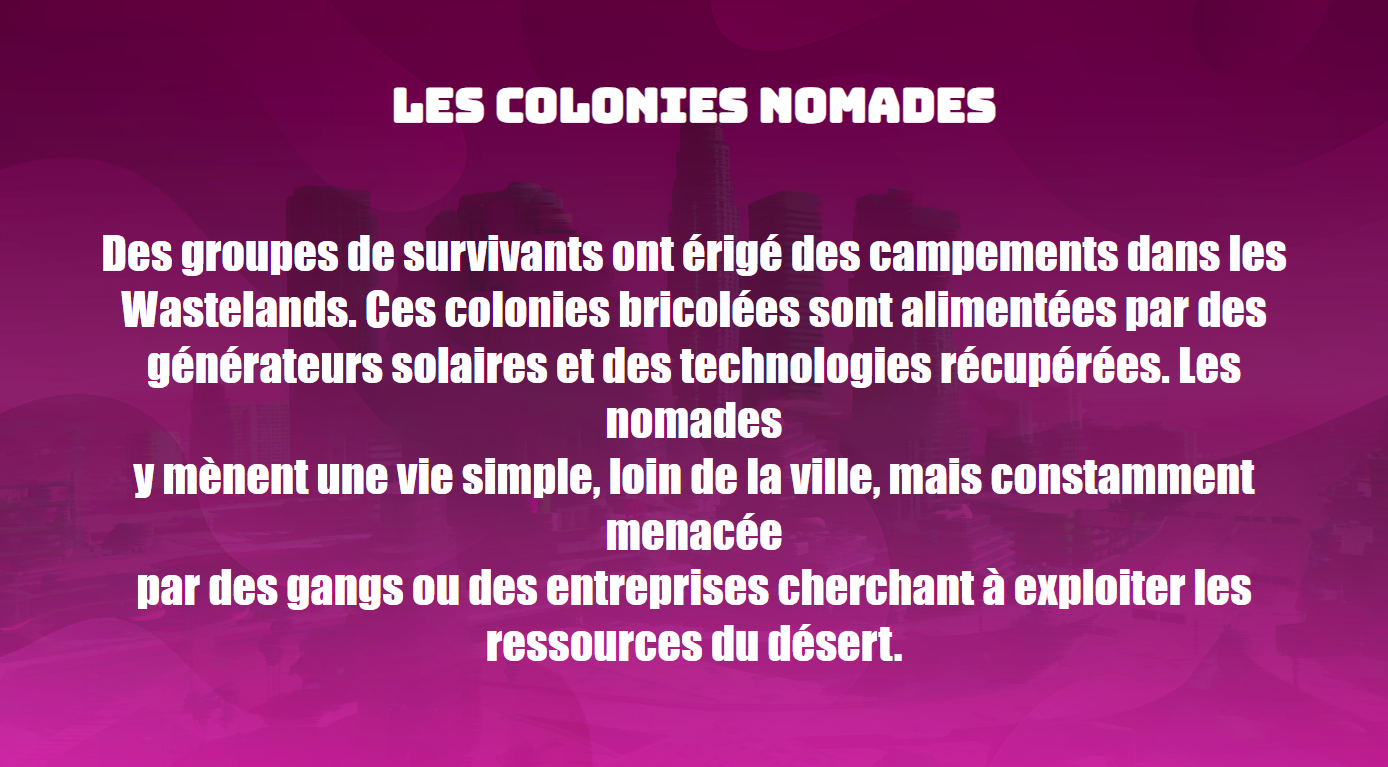 LES COLONIES NOMADES
Des groupes de survivants ont érigé des campements dans les
Wastelands. Ces colonies bricolées sont alimentées par des
générateurs solaires et des technologies récupérées. Les
nomades
y mènent une vie simple, loin de la ville, mais constamment
menacée
par des gangs ou des entreprises cherchant à exploiter les
ressources du désert.